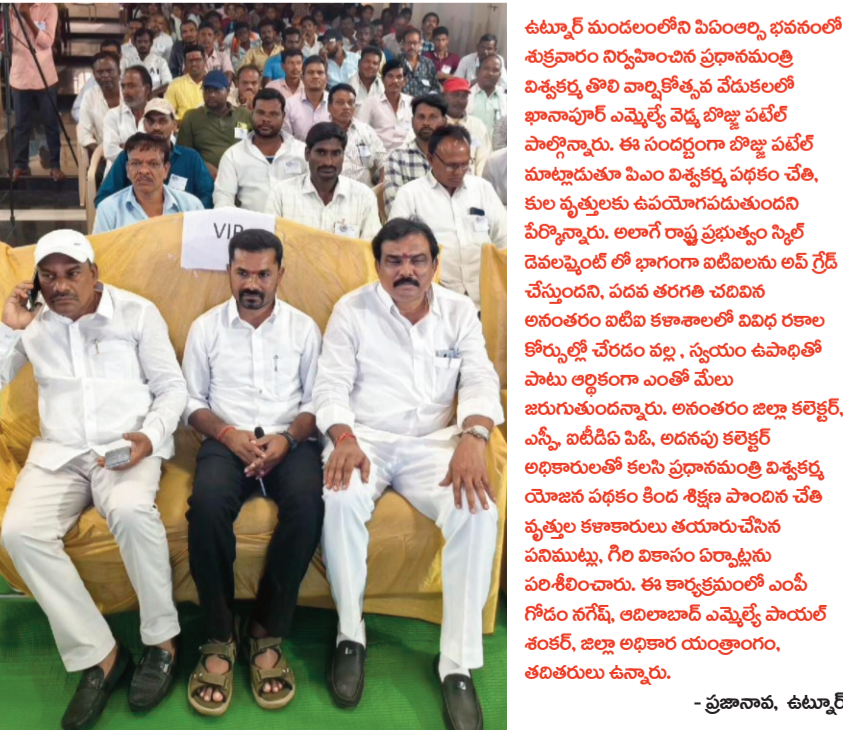 VIP
ఉట్నూర్ మండలంలోని పిఏంఆర్సి భవనంలో
శుక్రవారం నిర్వహించిన ప్రధానమంత్రి
విశ్వకర్మ తొలి వార్షికోత్సవ వేడుకలలో
ఖానాపూర్ ఎమ్మెల్యే వెడ్మ బొజ్జు పటేల్
పాల్గొన్నారు. ఈ సందర్భంగా బొజ్జు పటేల్
మాట్లాడుతూ పిఎం విశ్వకర్మ పథకం చేతి,
కుల వృత్తులకు ఉపయోగపడుతుందని
పేర్కొన్నారు. అలాగే రాష్ట్ర ప్రభుత్వం స్కిల్
డెవలప్మెంట్ లో భాగంగా ఐటిఐలను అప్ గ్రేడ్
చేస్తుందని, పదవ తరగతి చదివిన
అనంతరం ఐటిఐ కళాశాలలో వివిధ రకాల
కోర్సుల్లో చేరడం వల్ల , స్వయం ఉపాధితో
పాటు ఆర్థికంగా ఎంతో మేలు
జరుగుతుందన్నారు. అనంతరం జిల్లా కలెక్టర్,
ఎస్పీ, ఐటీడిఏ పిఓ, అదనపు కలెక్టర్
అధికారులతో కలసి ప్రధానమంత్రి విశ్వకర్మ
యోజన పథకం కింద శిక్షణ పొందిన చేతి
వృత్తుల కళాకారులు తయారుచేసిన
పనిముట్లు, గిరి వికాసం ఏర్పాట్లను
పరిశీలించారు. ఈ కార్యక్రమంలో ఎంపీ
గోడం నగేష్, ఆదిలాబాద్ ఎమ్మెల్యే పాయల్
శంకర్, జిల్లా అధికార యంత్రాంగం,
తదితరులు ఉన్నారు.
- ప్రజానావ, ఉట్నూర్